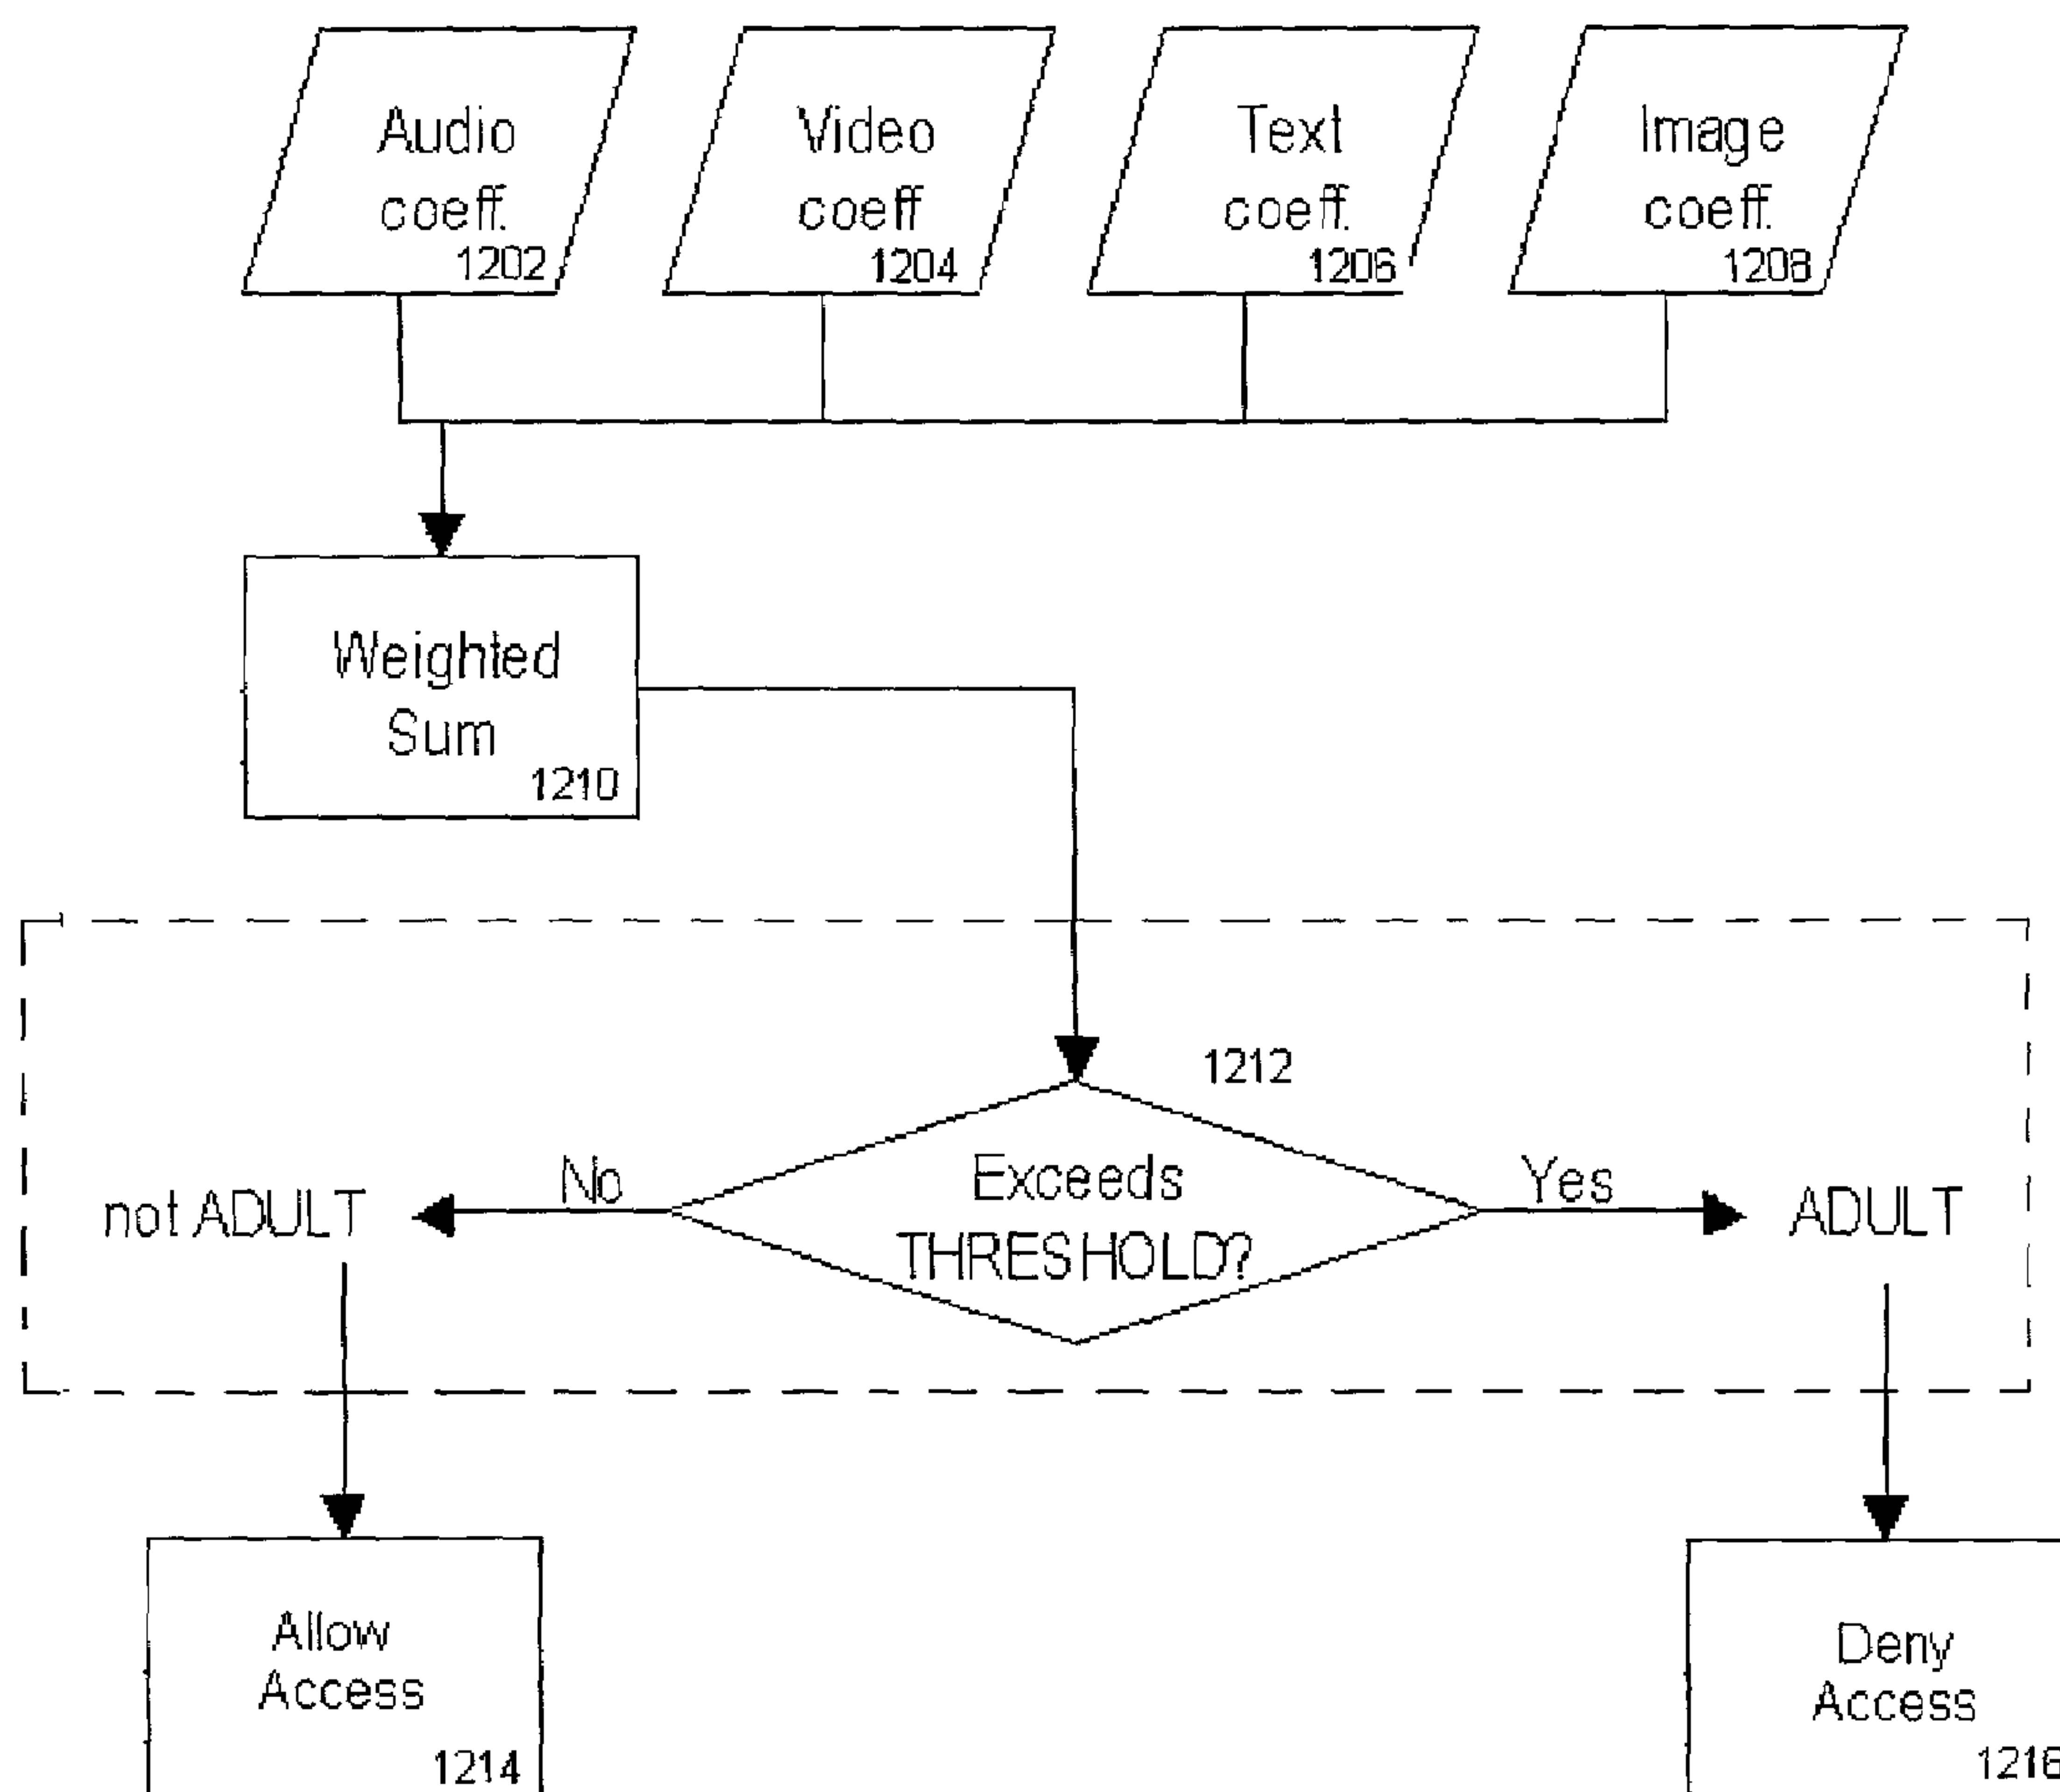 Audio
coeff.
1202
Video
coeff
1204
Text
coeff.
1206
Image
coeff.
1208
Weighted
Sum
1210
1212
Exceeds
THRESHOLD?
No
not ADULT
Yes
ADULT
Allow
Access
1214
Deny
Access
1216